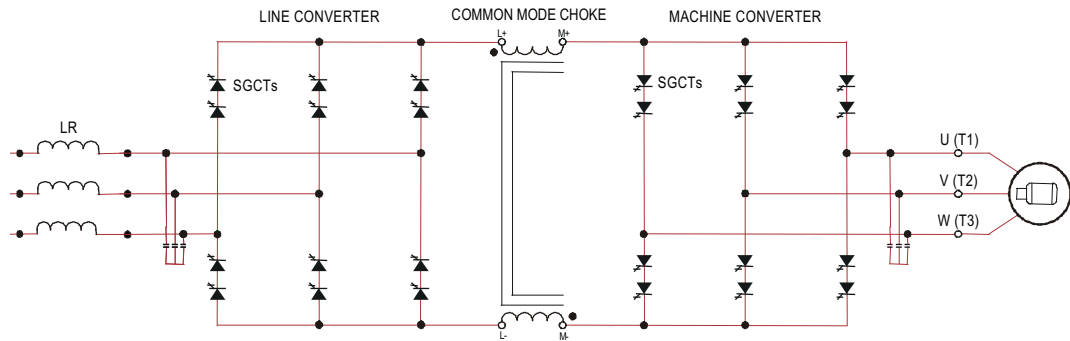 LINE CONVERTER
COMMON MODE CHOKE
MACHINE CONVERTER
L+
M+
SGCTs
SGCTs
LR
U (T1)
V (T2)
W (T3)
L-
M-